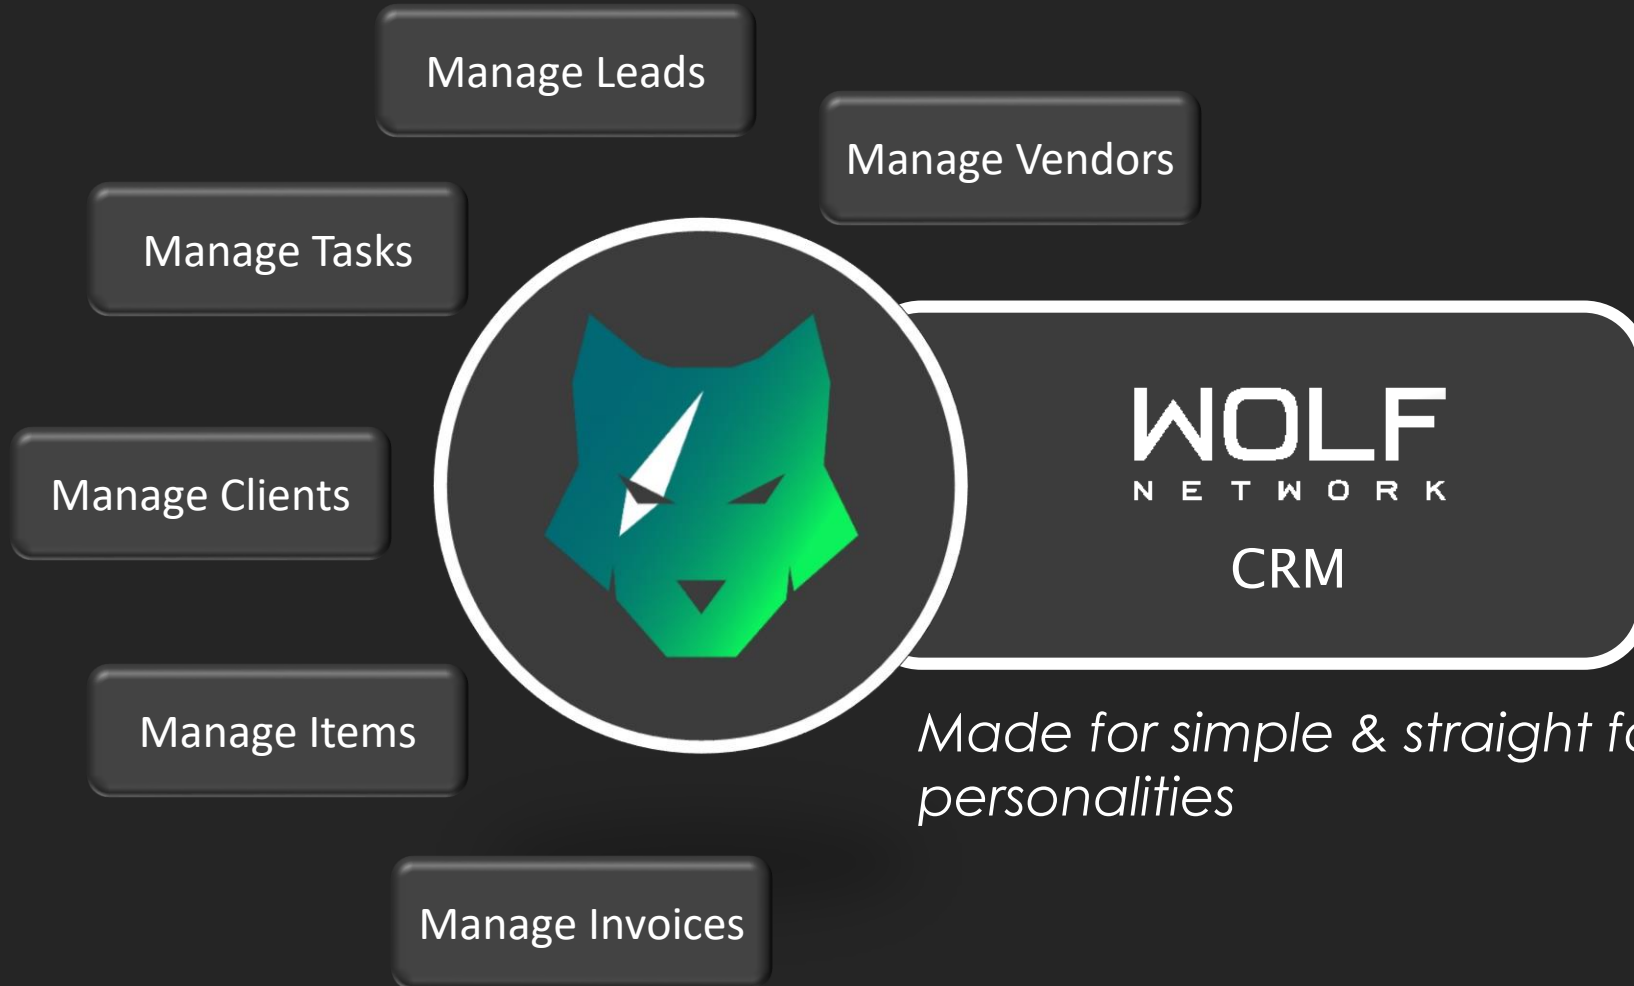 Manage Leads
Manage Vendors
Manage Tasks
Manage Clients
Manage Items
Manage Invoices
WOLF
NETWORK
CRM
Made for simple & straight
personalities